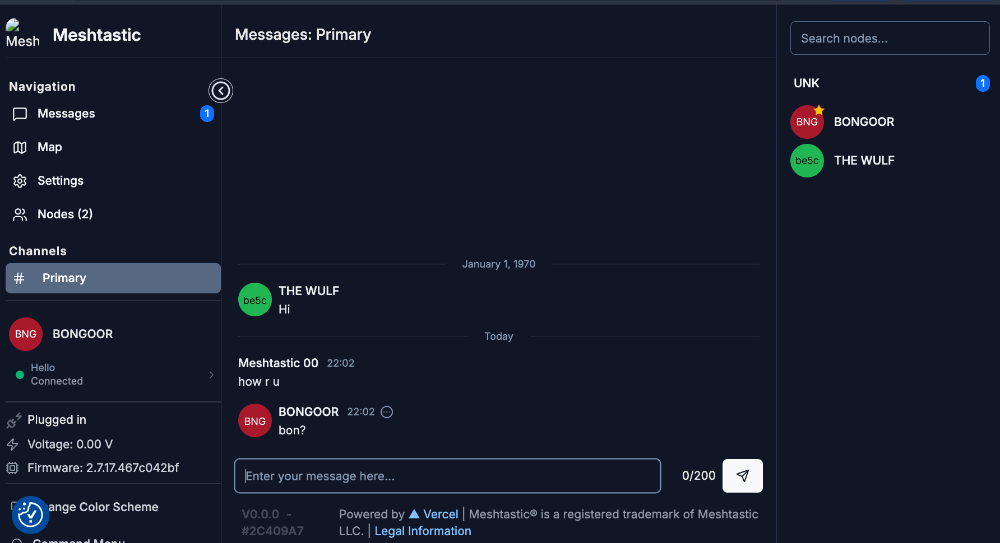 Mesh
Meshtastic
Navigation
Messages 1
Map
Settings
Nodes (2)
Channels
# Primary
BNG BONGOOR
Hello
Connected
Plugged in
Voltage: 0.00 V
Firmware: 2.7.17.467c042bf
ange Color Scheme
Command Menu
Messages: Primary
January 1, 1970
be5c THE WULF
Hi
Today
Meshtastic 00 22:02
how r u
BNG BONGOOR 22:02
bon?
Enter your message here...
0/200
V0.0.0 -
#2C409A7
Powered by Vercel | Meshtastic® is a registered trademark of Meshtastic
LLC. | Legal Information
Search nodes...
UNK 1
BNG BONGOOR
be5c THE WULF